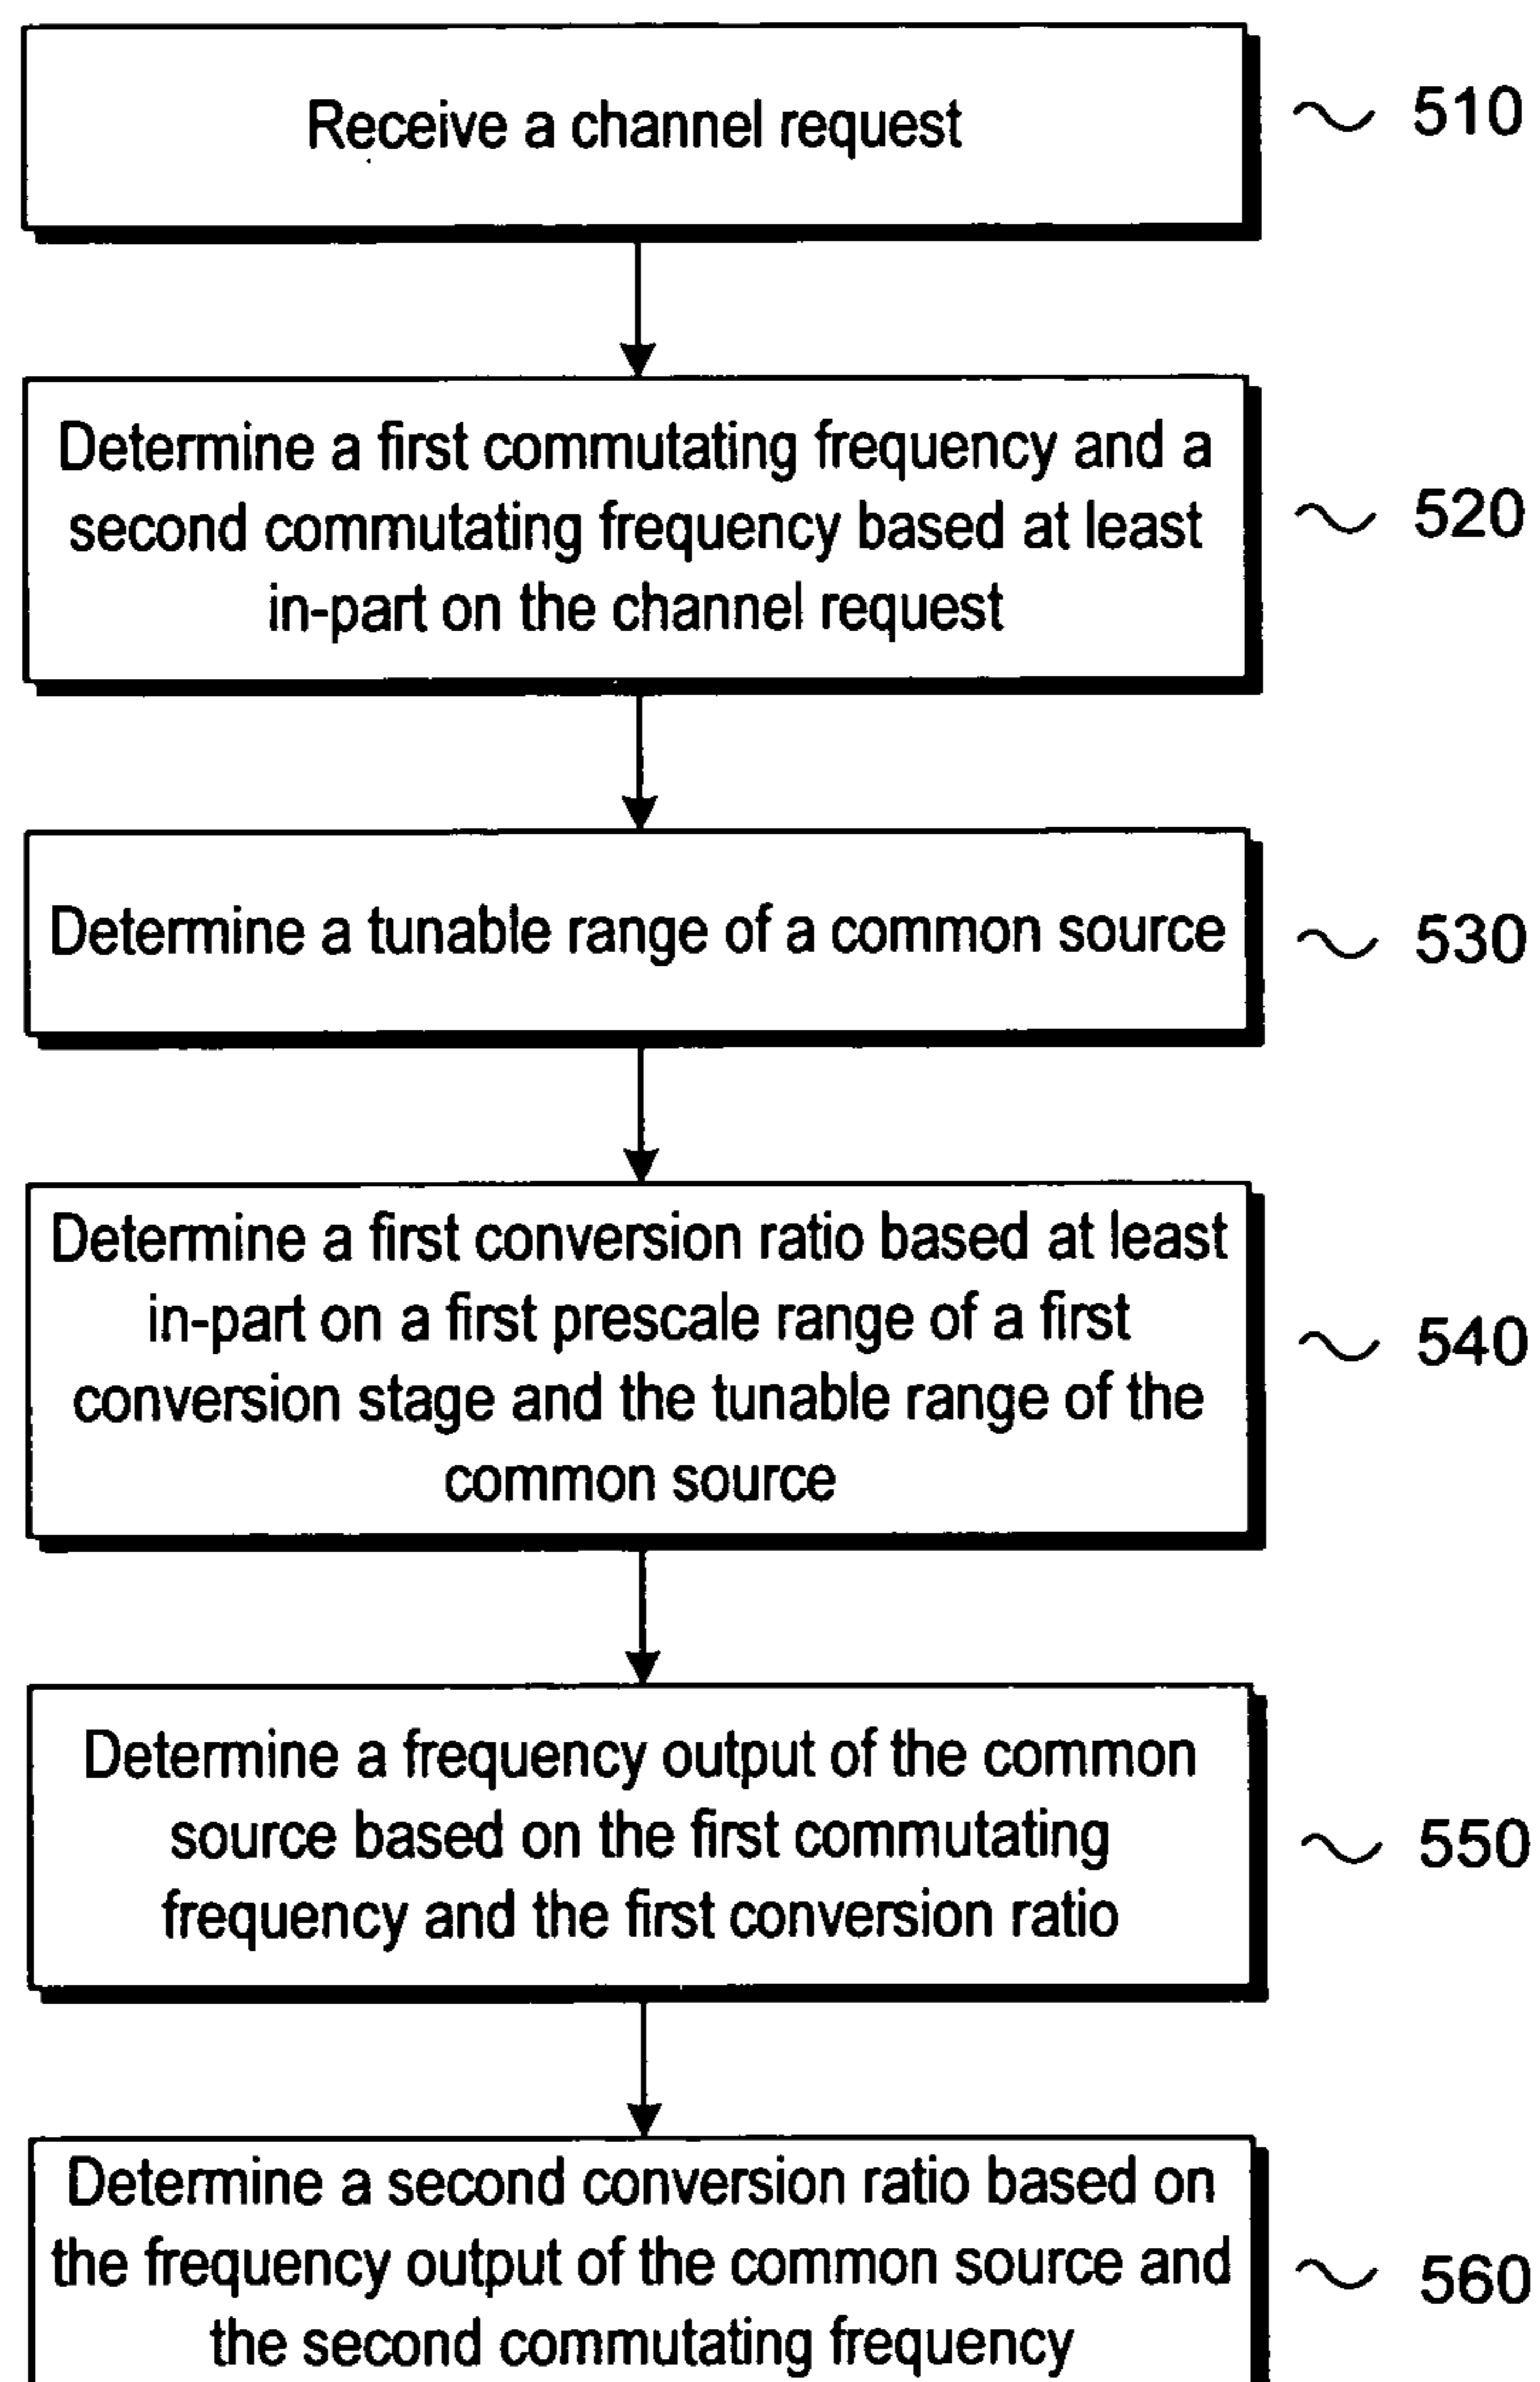 Receive a channel request
510
Determine a first commutating frequency and a
second commutating frequency based at least
in-part on the channel request
520
Determine a tunable range of a common source
530
Determine a first conversion ratio based at least
in-part on a first prescale range of a first
conversion stage and the tunable range of the
common source
540
Determine a frequency output of the common
source based on the first commutating
frequency and the first conversion ratio
550
Determine a second conversion ratio based on
the frequency output of the common source and
the second commutating frequency
560